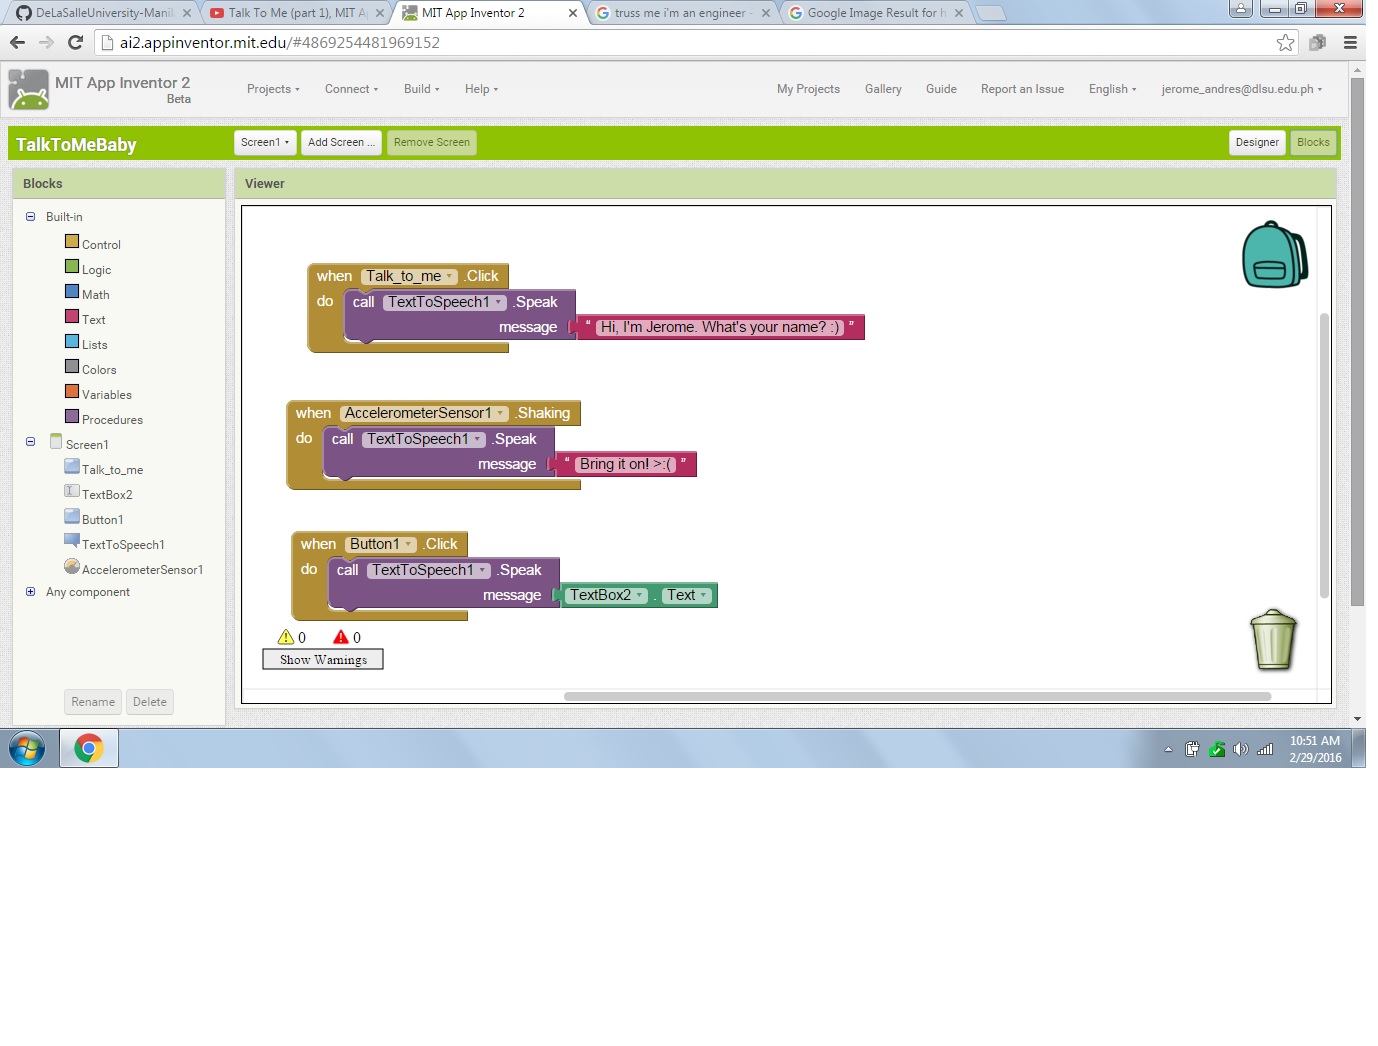 DeLaSalleUniversity-Manil
Talk To Me (part 1), MIT A
MIT App Inventor 2
truss me i'm an engineer -
Google Image Result for h
ai2.appinventor.mit.edu/#4869254481969152
MIT App Inventor 2
Beta
Projects
Connect
Build
Help
My Projects
Gallery
Guide
Report an Issue
English
jerome_andres@dlsu.edu.ph
TalkToMeBaby
Screen1
Add Screen ...
Remove Screen
Designer
Blocks
Blocks
Viewer
Built-in
Control
Logic
Math
Text
Lists
Colors
Variables
Procedures
Screen1
Talk_to_me
TextBox2
Button1
TextToSpeech1
AccelerometerSensor1
Any component
Rename
Delete
when Talk_to_me .Click
do call TextToSpeech1 .Speak
message “ Hi, I'm Jerome. What's your name? :) ”
when AccelerometerSensor1 .Shaking
do call TextToSpeech1 .Speak
message “ Bring it on! >:( ”
when Button1 .Click
do call TextToSpeech1 .Speak
message TextBox2 . Text
0 0
Show Warnings
10:51 AM
2/29/2016